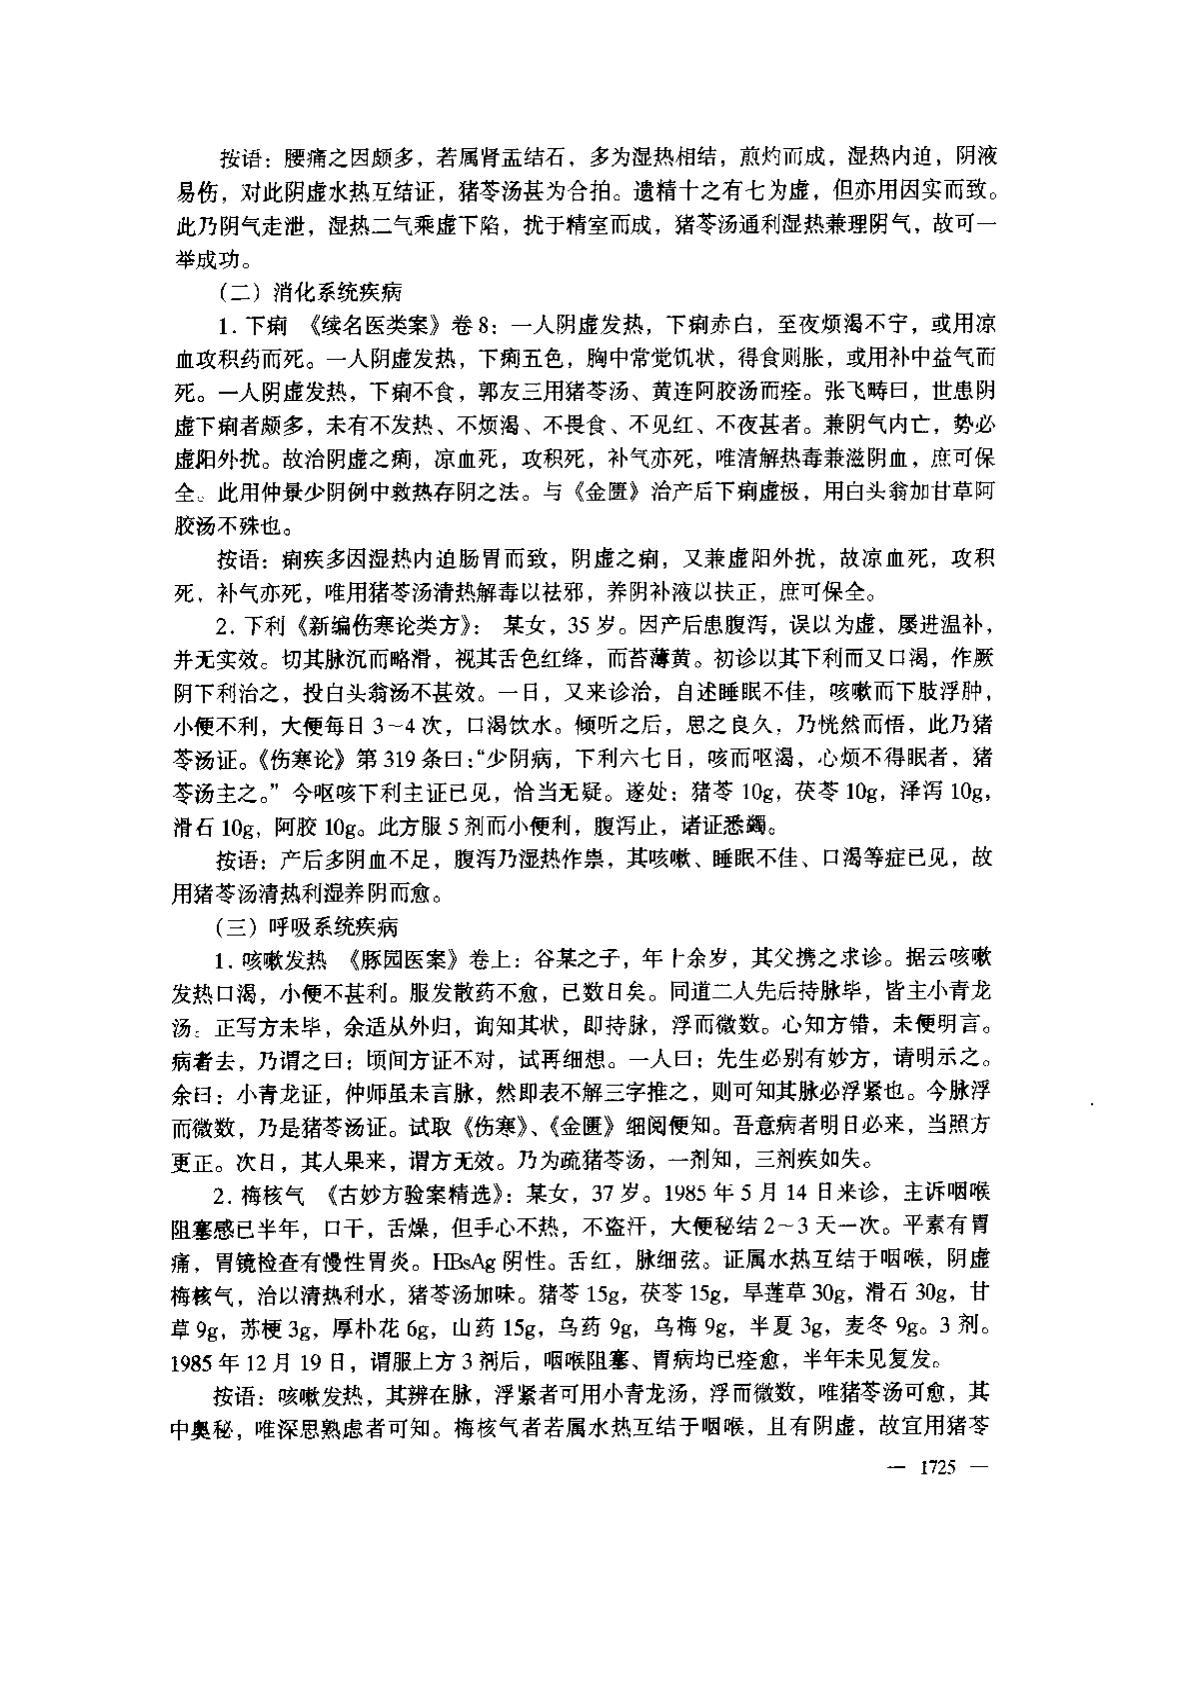 按语：腰痛之因颇多，若属肾盂结石，多为湿热相结，煎灼而成，湿热内迫，阴液
易伤，对此阴虚水热互结证，猪苓汤甚为合拍。遗精十之有七为虚，但亦用因实而致。
此乃阴气走泄，湿热二气乘虚下陷，扰于精室而成，猪苓汤通利湿热兼理阴气，故可一
举成功。
（二）消化系统疾病
1. 下痢 《续名医类案》卷 8：一人阴虚发热，下痢赤白，至夜烦渴不宁，或用凉
血攻积药而死。一人阴虚发热，下痢五色，胸中常觉饥状，得食则胀，或用补中益气而
死。一人阴虚发热，下痢不食，郭友三用猪苓汤、黄连阿胶汤而痊。张飞畴曰，世患阴
虚下痢者颇多，未有不发热、不烦渴、不畏食、不见红、不夜甚者。兼阴气内亡，势必
虚阳外扰。故治阴虚之痢，凉血死，攻积死，补气亦死，唯清解热毒兼滋阴血，庶可保
全。此用仲景少阴例中救热存阴之法。与《金匮》治产后下痢虚极，用白头翁加甘草阿
胶汤不殊也。
按语：痢疾多因湿热内迫肠胃而致，阴虚之痢，又兼虚阳外扰，故凉血死，攻积
死，补气亦死，唯用猪苓汤清热解毒以祛邪，养阴补液以扶正，庶可保全。
2. 下利《新编伤寒论类方》： 某女，35 岁。因产后患腹泻，误以为虚，屡进温补，
并无实效。切其脉沉而略滑，视其舌色红绛，而苔薄黄。初诊以其下利而又口渴，作厥
阴下利治之，投白头翁汤不甚效。一日，又来诊治，自述睡眠不佳，咳嗽而下肢浮肿，
小便不利，大便每日 3~4 次，口渴饮水。倾听之后，思之良久，乃恍然而悟，此乃猪
苓汤证。《伤寒论》第 319 条曰：“少阴病，下利六七日，咳而呕渴，心烦不得眠者，猪
苓汤主之。” 今呕咳下利主证已见，恰当无疑。遂处：猪苓 10g，茯苓 10g，泽泻 10g，
滑石 10g，阿胶 10g。此方服 5 剂而小便利，腹泻止，诸证悉蠲。
按语：产后多阴血不足，腹泻乃湿热作祟，其咳嗽、睡眠不佳、口渴等症已见，故
用猪苓汤清热利湿养阴而愈。
（三）呼吸系统疾病
1. 咳嗽发热 《豚园医案》卷上：谷某之子，年十余岁，其父携之求诊。据云咳嗽
发热口渴，小便不甚利。服发散药不愈，已数日矣。同道二人先后持脉毕，皆主小青龙
汤。正写方未毕，余适从外归，询知其状，即持脉，浮而微数。心知方错，未便明言。
病者去，乃谓之曰：顷间方证不对，试再细想。一人曰：先生必别有妙方，请明示之。
余曰：小青龙证，仲师虽未言脉，然即表不解三字推之，则可知其脉必浮紧也。今脉浮
而微数，乃是猪苓汤证。试取《伤寒》、《金匮》细阅便知。吾意病者明日必来，当照方
更正。次日，其人果来，谓方无效。乃为疏猪苓汤，一剂知，三剂疾如失。
2. 梅核气 《古妙方验案精选》：某女，37 岁。1985 年 5 月 14 日来诊，主诉咽喉
阻塞感已半年，口干，舌燥，但手心不热，不盗汗，大便秘结 2~3 天一次。平素有胃
痛，胃镜检查有慢性胃炎。HBsAg 阴性。舌红，脉细弦。证属水热互结于咽喉，阴虚
梅核气，治以清热利水，猪苓汤加味。猪苓 15g，茯苓 15g，旱莲草 30g，滑石 30g，甘
草 9g，苏梗 3g，厚朴花 6g，山药 15g，乌药 9g，乌梅 9g，半夏 3g，麦冬 9g。3 剂。
1985 年 12 月 19 日，谓服上方 3 剂后，咽喉阻塞、胃病均已痊愈，半年未见复发。
按语：咳嗽发热，其辨在脉，浮紧者可用小青龙汤，浮而微数，唯猪苓汤可愈，其
中奥秘，唯深思熟虑者可知。梅核气者若属水热互结于咽喉，且有阴虚，故宜用猪苓
— 1725 —